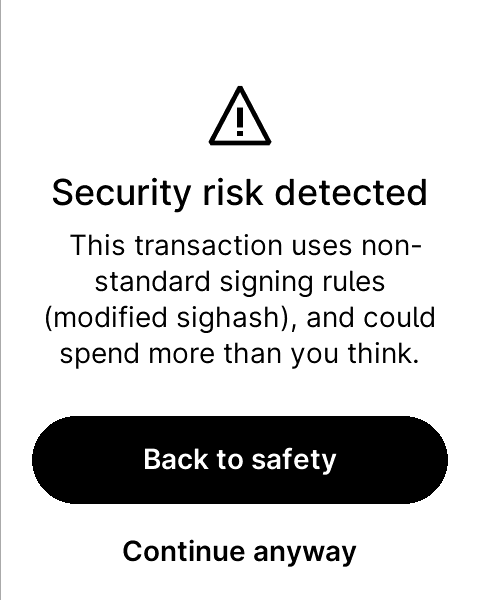 Security risk detected
This transaction uses non-
standard signing rules
(modified sighash), and could
spend more than you think.
Back to safety
Continue anyway